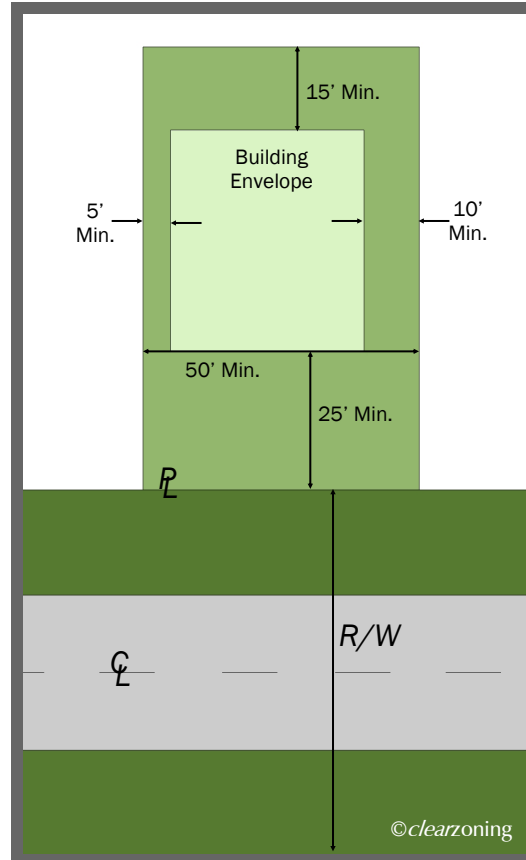 15’ Min.
Building
Envelope
5’
Min.
10’
Min.
50’ Min.
25’ Min.
PL
R/W
CL
©clearzoning